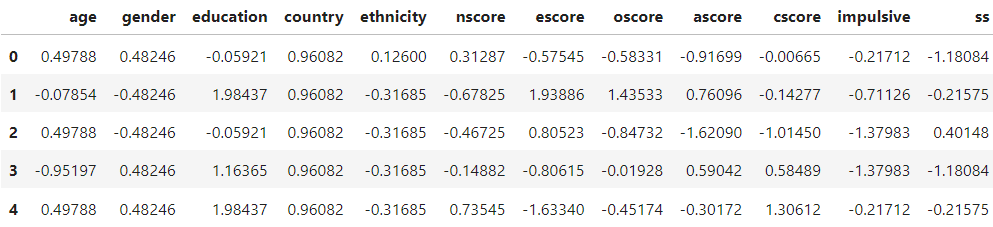 age gender education country ethnicity nscore escore oscore ascore cscore impulsive ss
0 0.49788 0.48246 -0.05921 0.96082 0.12600 0.31287 -0.57545 -0.58331 -0.91699 -0.00665 -0.21712 -1.18084
1 -0.07854 -0.48246 1.98437 0.96082 -0.31685 -0.67825 1.93886 1.43533 0.76096 -0.14277 -0.71126 -0.21575
2 0.49788 -0.48246 -0.05921 0.96082 -0.31685 -0.46725 0.80523 -0.84732 -1.62090 -1.01450 -1.37983 0.40148
3 -0.95197 0.48246 1.16365 0.96082 -0.31685 -0.14882 -0.80615 -0.01928 0.59042 0.58489 -1.37983 -1.18084
4 0.49788 0.48246 1.98437 0.96082 -0.31685 0.73545 -1.63340 -0.45174 -0.30172 1.30612 -0.21712 -0.21575